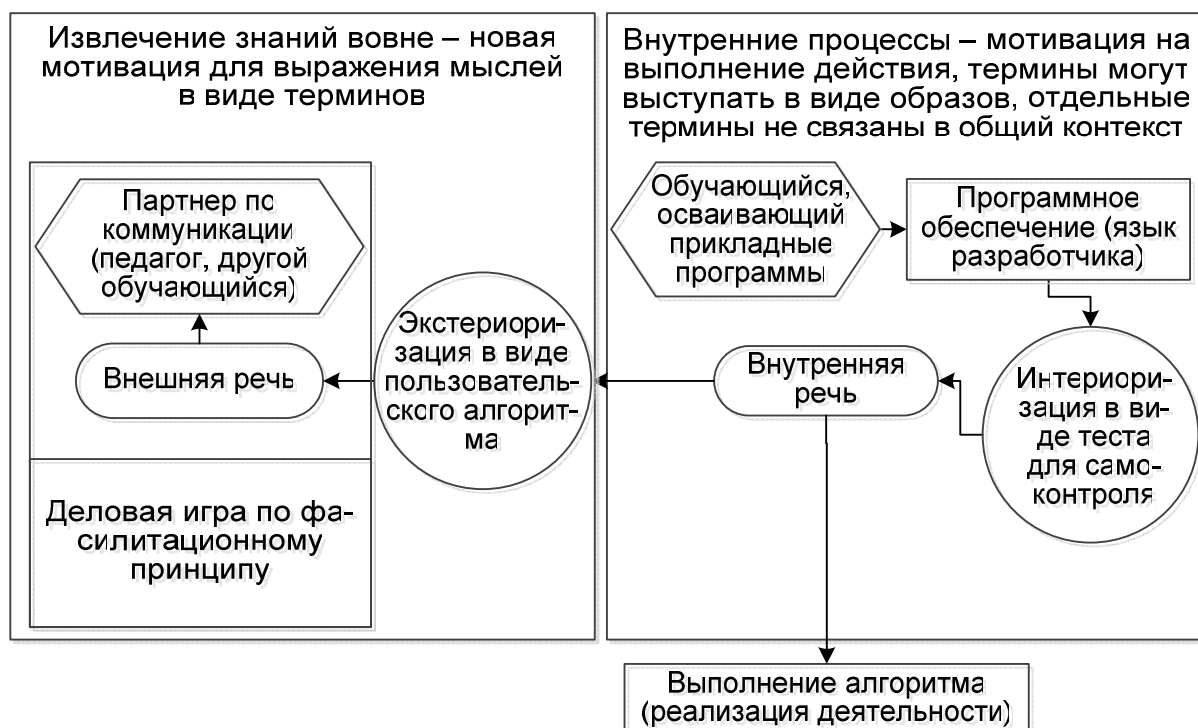 Извлечение знаний вовне – новая
мотивация для выражения мыслей
в виде терминов
Партнер по
коммуникации
(педагог, другой
обучающийся)
Внешняя речь
Экстериори-
зация в виде
пользователь-
ского алгорит-
ма
Деловая игра по фа-
силитационному
принципу
Внутренние процессы – мотивация на
выполнение действия, термины могут
выступать в виде образов, отдельные
термины не связаны в общий контекст
Обучающийся,
осваивающий
прикладные
программы
Программное
обеспечение (язык
разработчика)
Внутренняя
речь
Интериори-
зация в ви-
де теста
для само-
контроля
Выполнение алгоритма
(реализация деятельности)